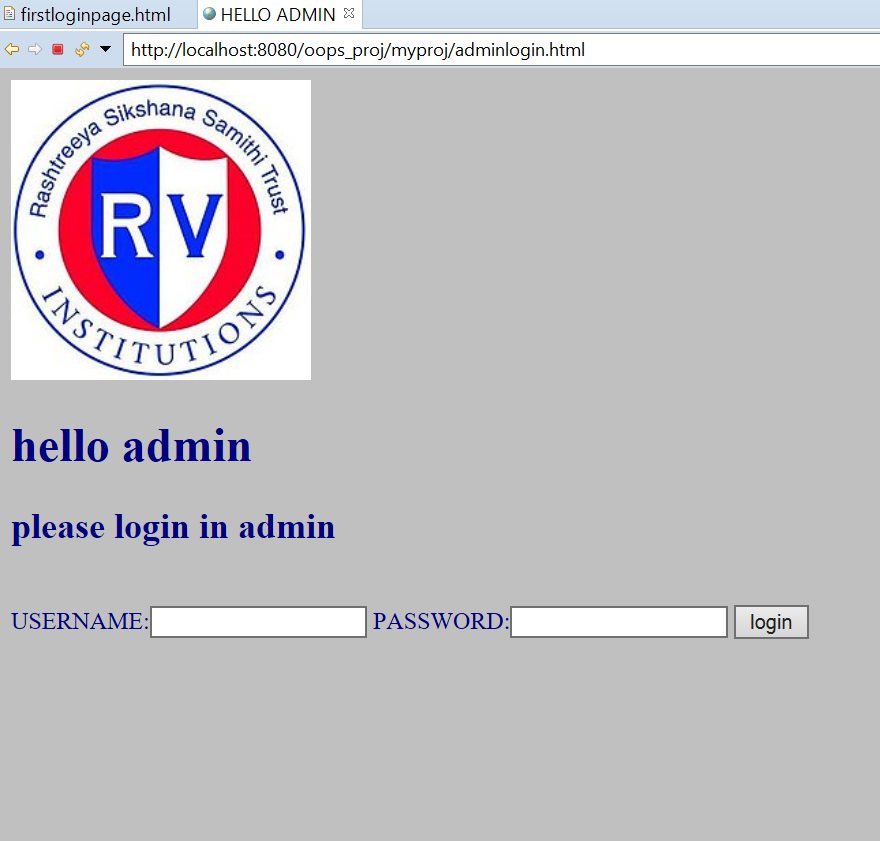 firstloginpage.html HELLO ADMIN
http://localhost:8080/oops_proj/myproj/adminlogin.html
Rashtreeya Sikshana Samithi Trust
RV
INSTITUTIONS
hello admin
please login in admin
USERNAME: PASSWORD: login